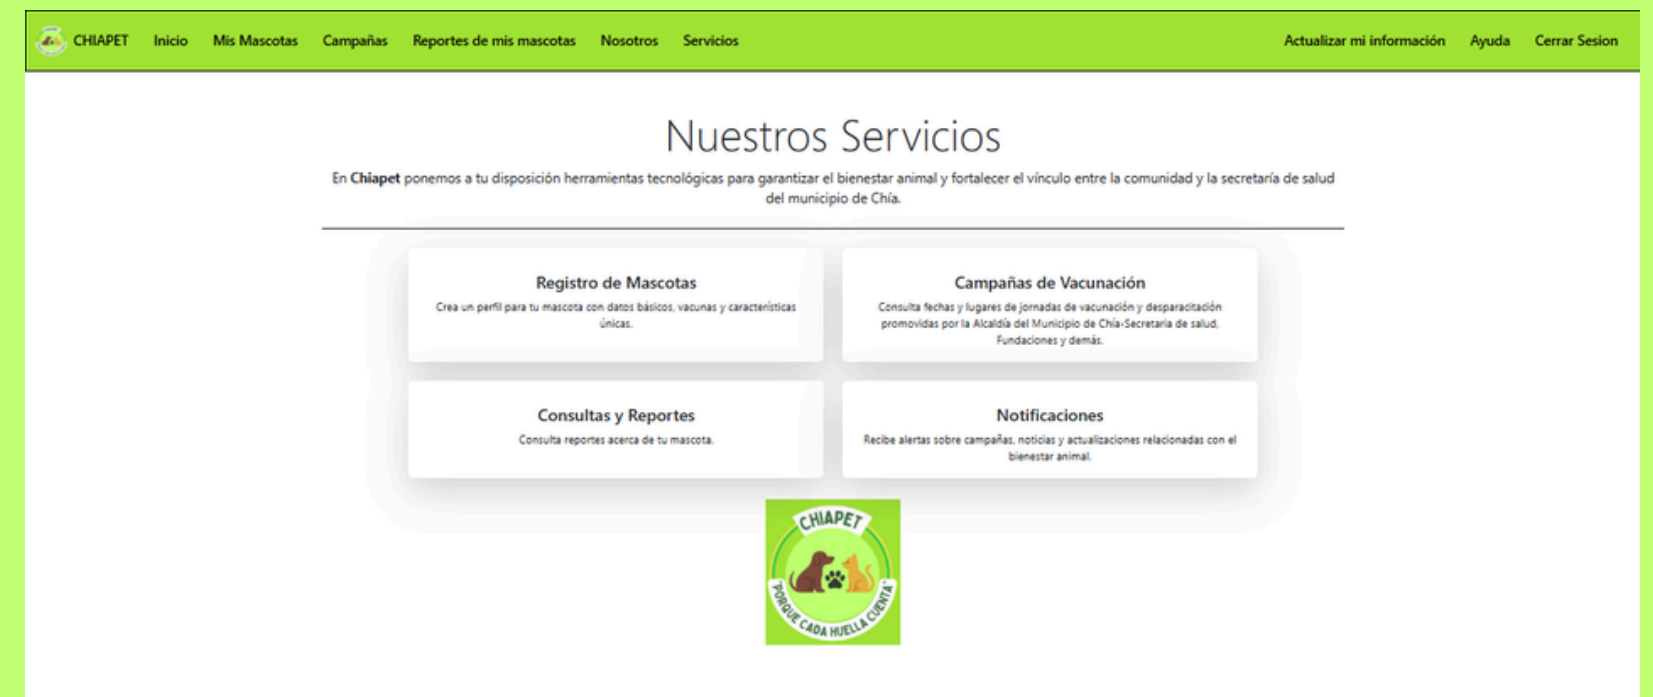 CHIAPET Inicio Mis Mascotas Campañas Reportes de mis mascotas Nosotros Servicios Actualizar mi información Ayuda Cerrar Sesion
Nuestros Servicios
En Chiapet ponemos a tu disposición herramientas tecnológicas para garantizar el bienestar animal y fortalecer el vínculo entre la comunidad y la secretaría de salud
del municipio de Chía.
Registro de Mascotas
Crea un perfil para tu mascota con datos básicos, vacunas y características
únicas.
Campañas de Vacunación
Consulta fechas y lugares de jornadas de vacunación y desparacitación
promovidas por la Alcaldía del Municipio de Chía-Secretaria de salud,
Fundaciones y demás.
Consultas y Reportes
Consulta reportes acerca de tu mascota.
Notificaciones
Recibe alertas sobre campañas, noticias y actualizaciones relacionadas con el
bienestar animal.
CHIAPET
"PORQUE CADA HUELLA CUENTA"